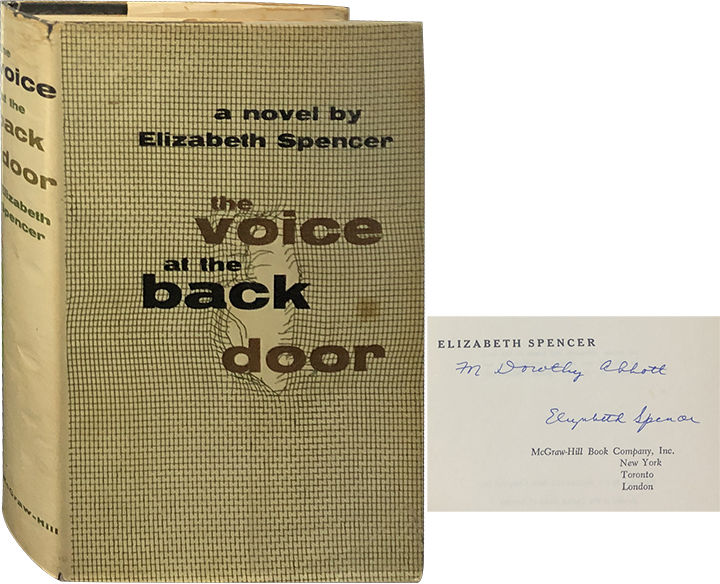 the
voice
at the
back
door
Elizabeth
Spencer
McGraw-Hill
a novel by
Elizabeth Spencer
the
voice
at the
back
door
ELIZABETH SPENCER
Dorothy Abbott
Elizabeth Spencer
McGraw-Hill Book Company, Inc.
New York
Toronto
London